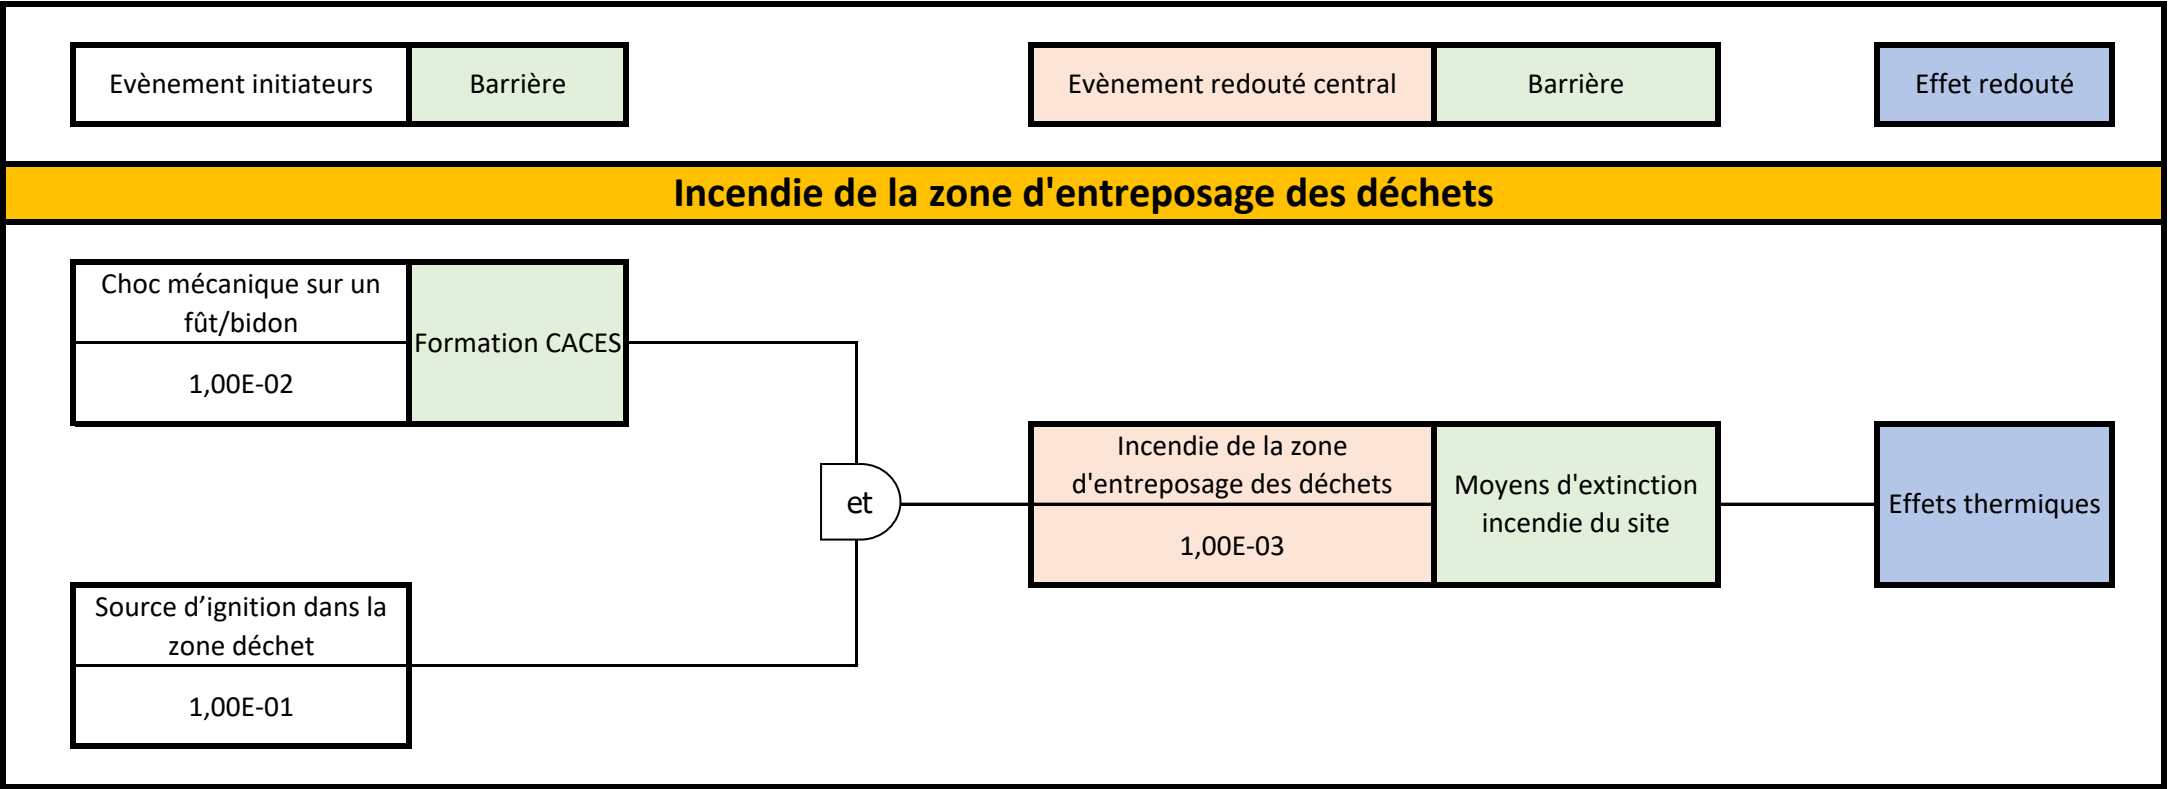 Evènement initiateurs
Barrière
Evènement redouté central
Barrière
Effet redouté
Incendie de la zone d'entreposage des déchets
Choc mécanique sur un
fût/bidon
1,00E-02
Formation CACES
et
Source d’ignition dans la
zone déchet
1,00E-01
Incendie de la zone
d'entreposage des déchets
1,00E-03
Moyens d'extinction
incendie du site
Effets thermiques